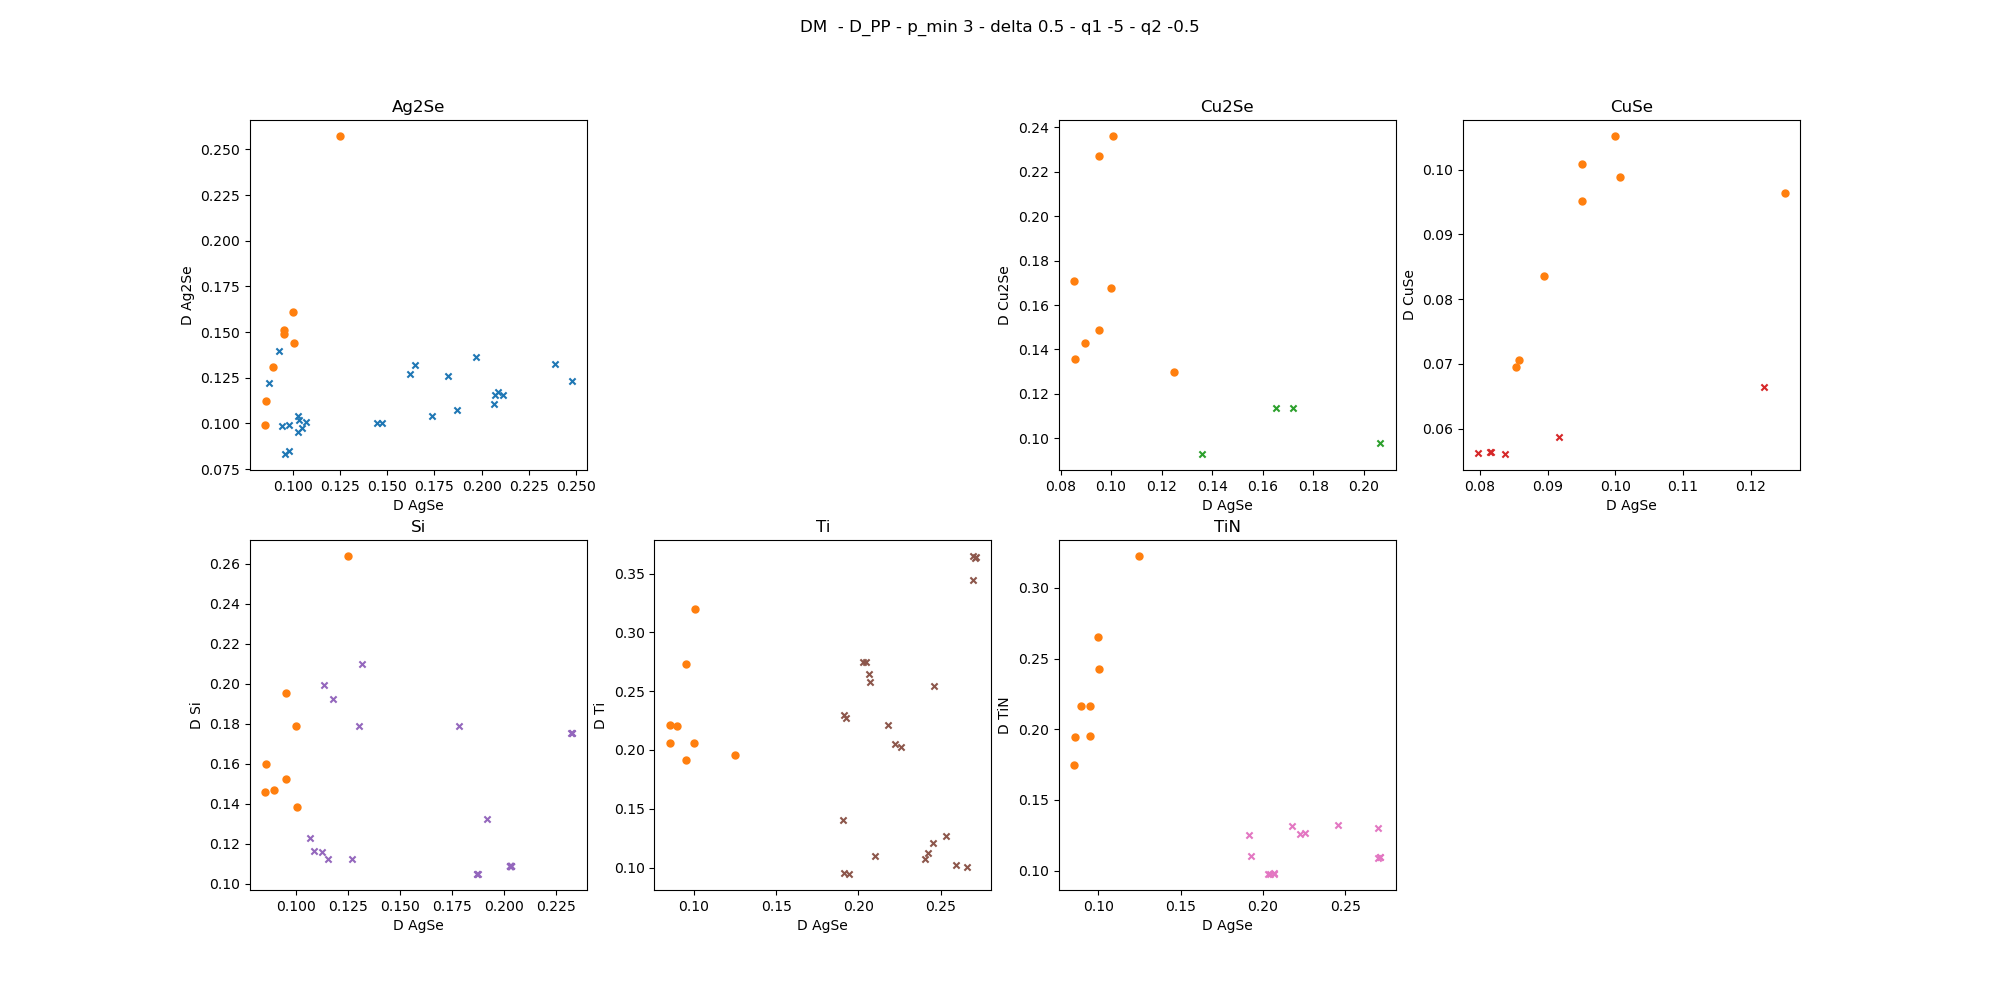 DM  - D_PP - p_min 3 - delta 0.5 - q1 -5 - q2 -0.5
Ag2Se
D Ag2Se
0.250
0.225
0.200
0.175
0.150
0.125
0.100
0.075
0.100 0.125 0.150 0.175 0.200 0.225 0.250
D AgSe
Cu2Se
D Cu2Se
0.24
0.22
0.20
0.18
0.16
0.14
0.12
0.10
0.08 0.10 0.12 0.14 0.16 0.18 0.20
D AgSe
CuSe
D CuSe
0.10
0.09
0.08
0.07
0.06
0.08 0.09 0.10 0.11 0.12
D AgSe
Si
D Si
0.26
0.24
0.22
0.20
0.18
0.16
0.14
0.12
0.10
0.100 0.125 0.150 0.175 0.200 0.225
D AgSe
Ti
D Ti
0.35
0.30
0.25
0.20
0.15
0.10
0.10 0.15 0.20 0.25
D AgSe
TiN
D TiN
0.30
0.25
0.20
0.15
0.10
0.10 0.15 0.20 0.25
D AgSe